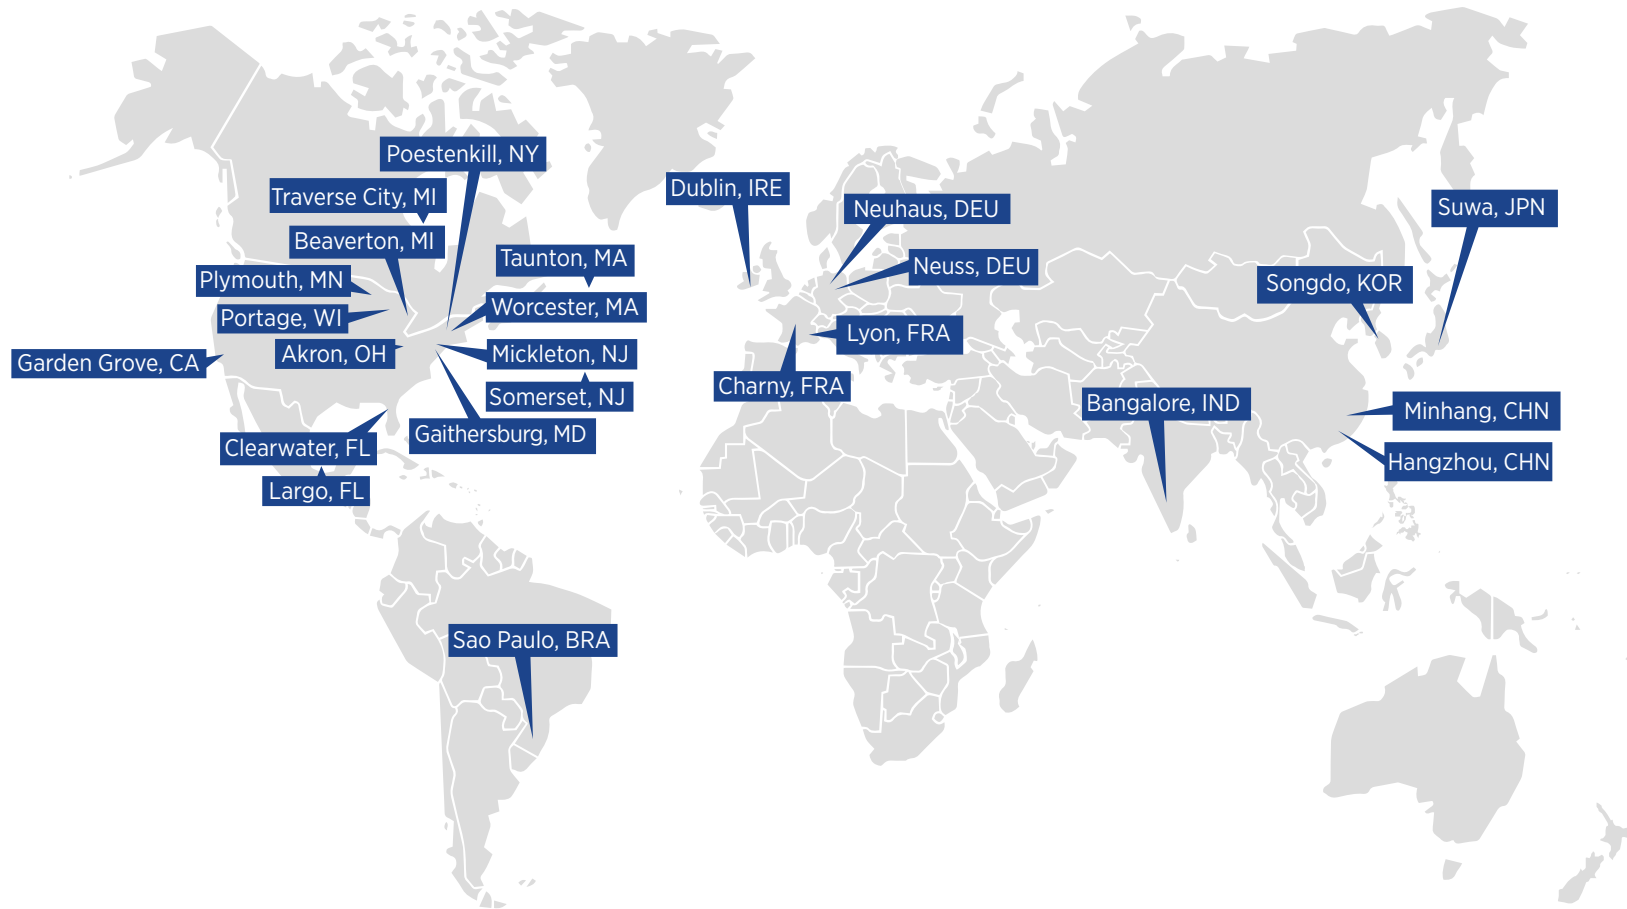 Poestenkill, NY
Traverse City, MI
Beaverton, MI
Plymouth, MN
Portage, WI
Akron, OH
Garden Grove, CA
Taunton, MA
Worcester, MA
Mickleton, NJ
Somerset, NJ
Gaithersburg, MD
Clearwater, FL
Largo, FL
Sao Paulo, BRA
Dublin, IRE
Neuhaus, DEU
Neuss, DEU
Lyon, FRA
Charny, FRA
Bangalore, IND
Suwa, JPN
Songdo, KOR
Minhang, CHN
Hangzhou, CHN